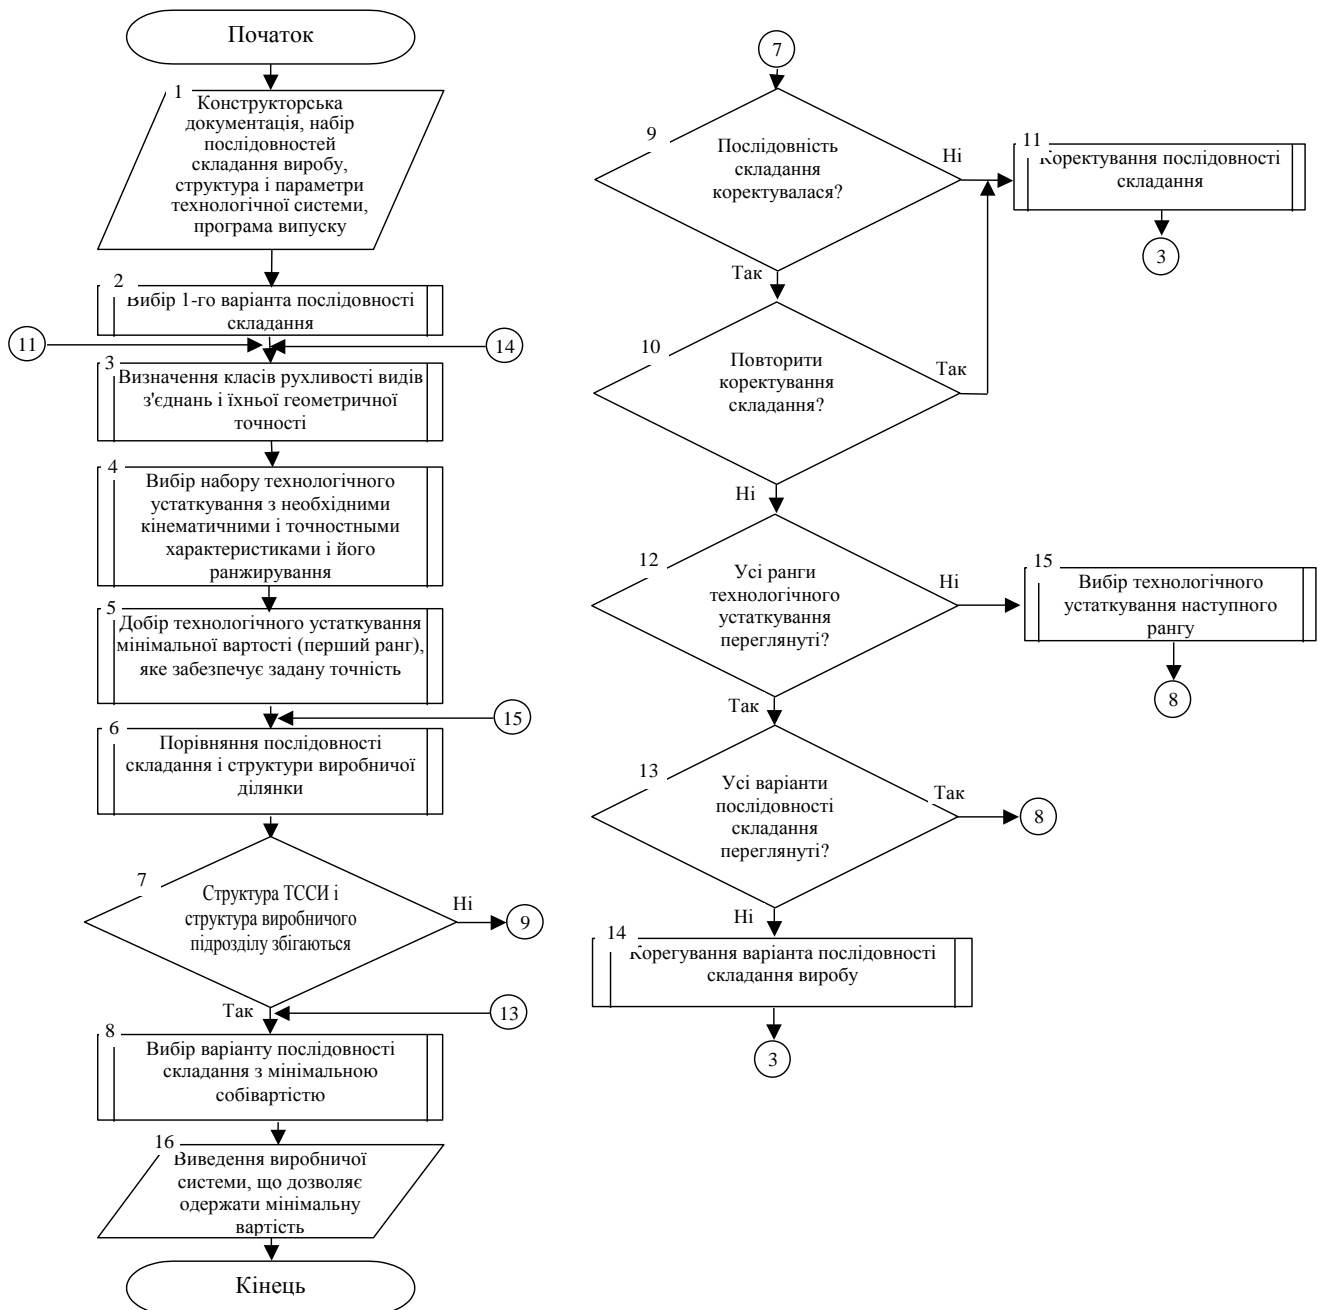 Початок
1
Конструкторська
документація, набір
послідовностей
складання виробу,
структура і параметри
технологічної системи,
програма випуску
2
Вибір 1-го варіанта послідовності
складання
11
14
3
Визначення класів рухливості видів
з'єднань і їхньої геометричної
точності
4
Вибір набору технологічного
устаткування з необхідними
кінематичними і точностными
характеристиками і його
ранжирування
5
Добір технологічного устаткування
мінімальної вартості (перший ранг),
яке забезпечує задану точність
15
6
Порівняння послідовності
складання і структури виробничої
ділянки
7
Структура ТССИ і
структура виробничого
підрозділу збігаються
Ні
9
Так
13
8
Вибір варіанту послідовності
складання з мінімальною
собівартістю
16
Виведення виробничої
системи, що дозволяє
одержати мінімальну
вартість
Кінець
7
9
Послідовність
складання
коректувалася?
Ні
11
Коректування послідовності
складання
3
Так
10
Повторити
коректування
складання?
Так
Ні
12
Усі ранги
технологічного
устаткування
переглянуті?
Ні
15
Вибір технологічного
устаткування наступного
рангу
8
Так
13
Усі варіанти
послідовності
складання
переглянуті?
Так
8
Ні
14
Корегування варіанта послідовності
складання виробу
3